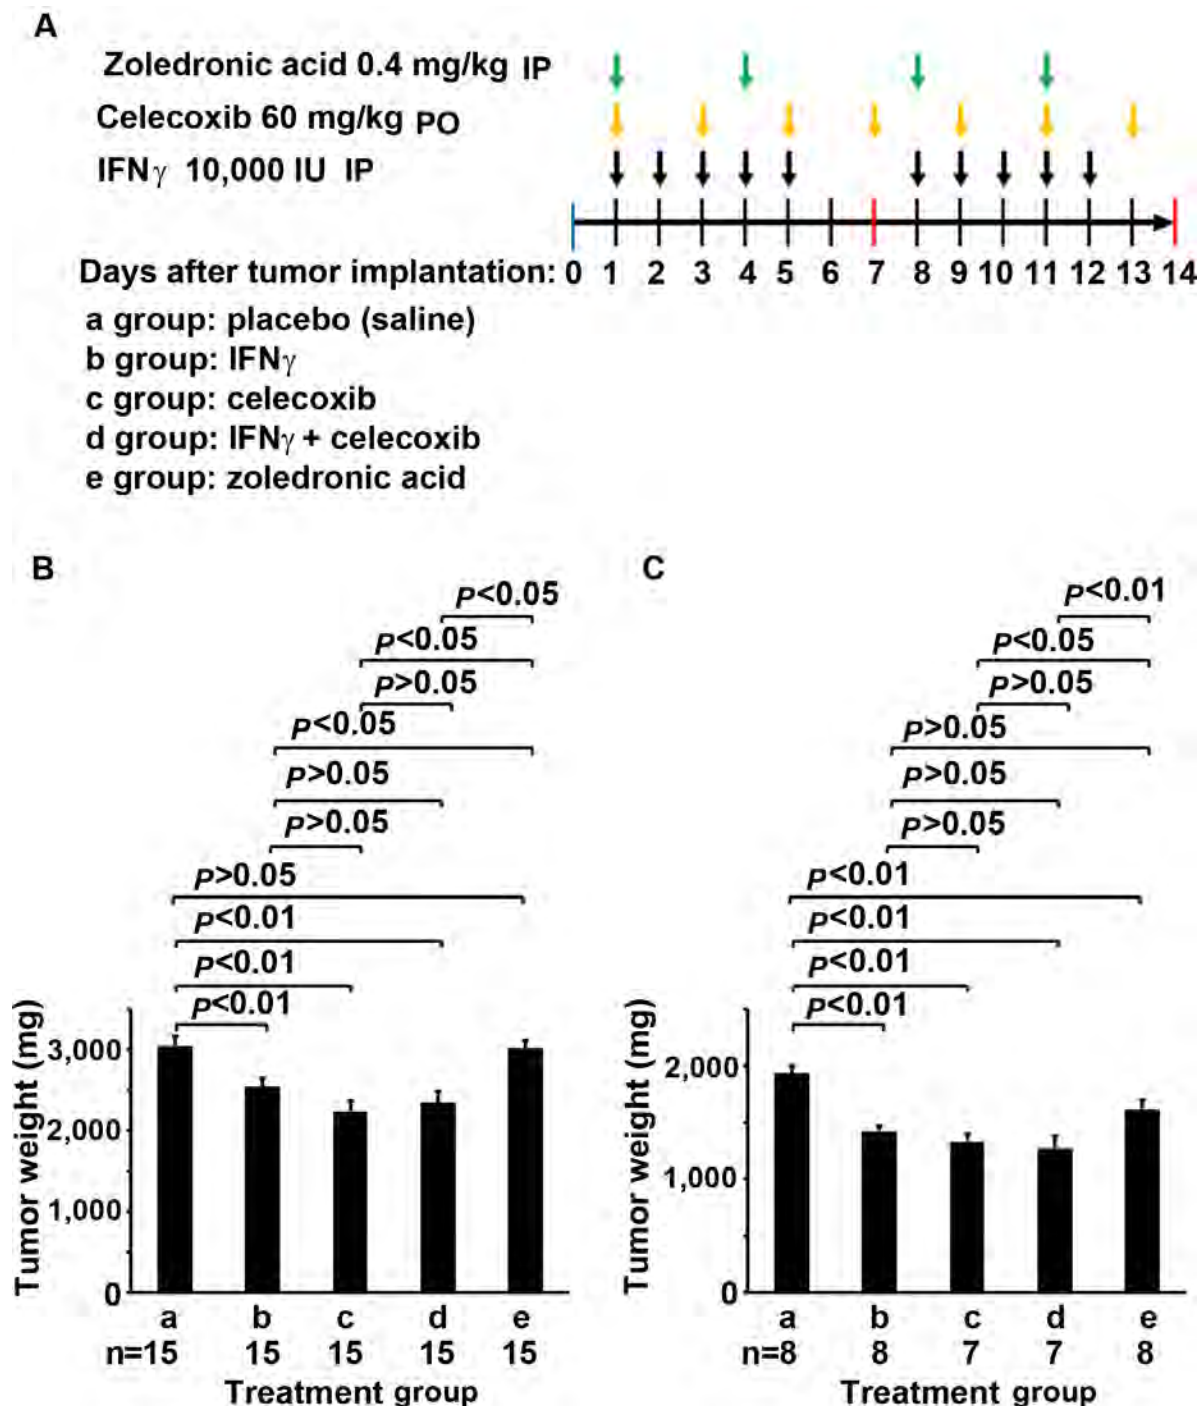 A
Zoledronic acid 0.4 mg/kg IP
Celecoxib 60 mg/kg PO
IFNγ 10,000 IU IP
Days after tumor implantation: 0 1 2 3 4 5 6 7 8 9 10 11 12 13 14
a group: placebo (saline)
b group: IFNγ
c group: celecoxib
d group: IFNγ + celecoxib
e group: zoledronic acid
B
P<0.05
P<0.05
P>0.05
P<0.05
P>0.05
P>0.05
P>0.05
P<0.01
P<0.01
P<0.01
Tumor weight (mg)
3,000
2,000
1,000
0
a b c d e
n=15 15 15 15 15
Treatment group
C
P<0.01
P<0.05
P>0.05
P>0.05
P>0.05
P>0.05
P<0.01
P<0.01
P<0.01
P<0.01
Tumor weight (mg)
2,000
1,000
0
a b c d e
n=8 8 7 7 8
Treatment group